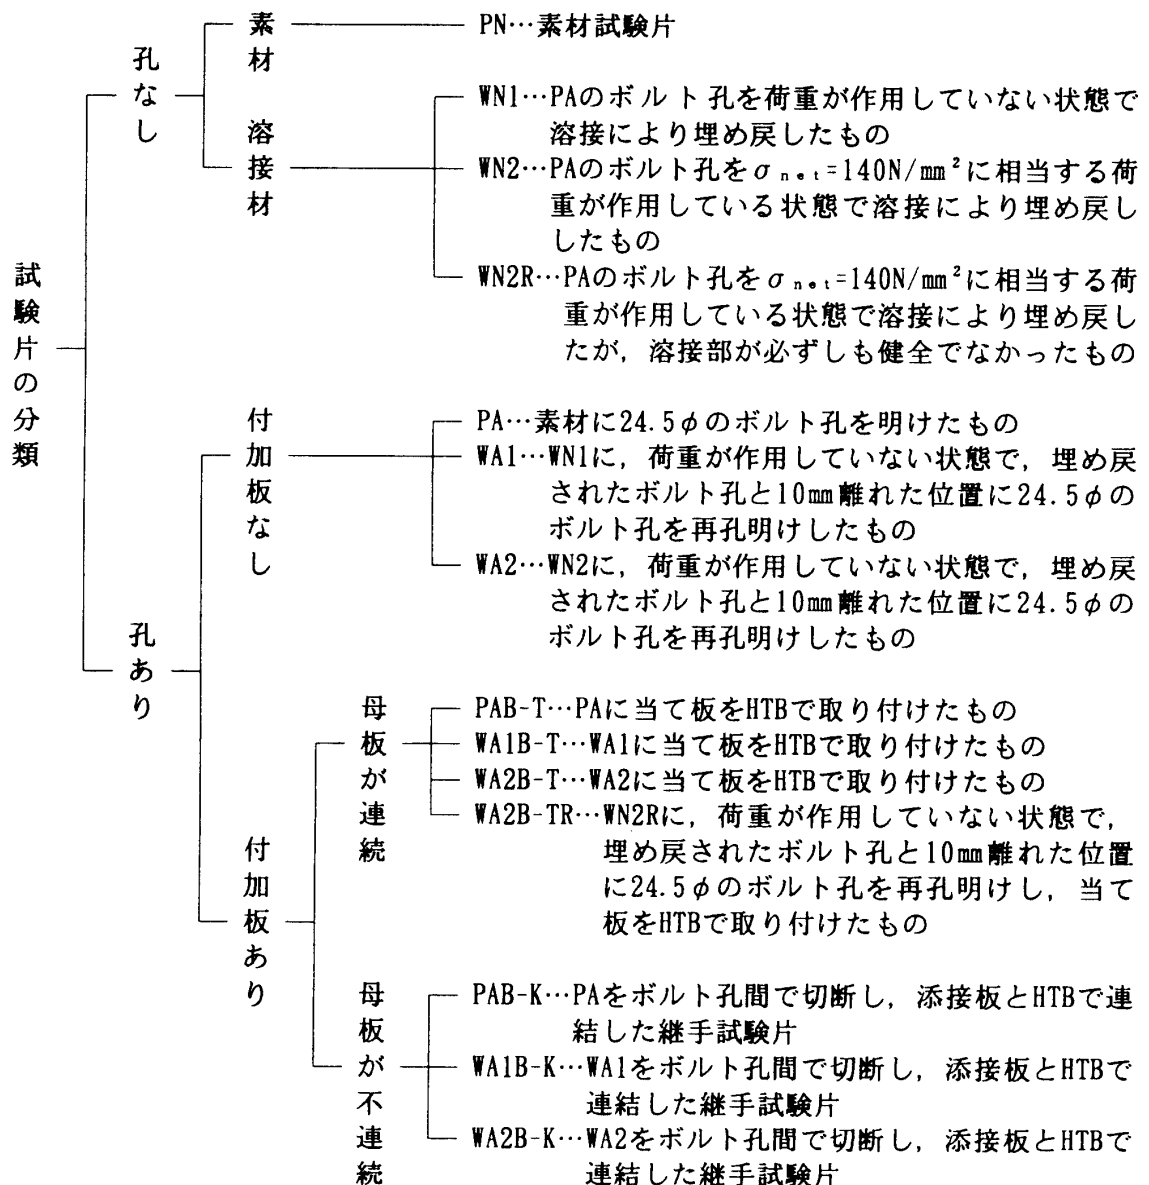 試験片の分類
孔なし
素材
PN…素材試験片
溶接材
WN1…PAのボルト孔を荷重が作用していない状態で
溶接により埋め戻したもの
WN2…PAのボルト孔をσnet=140N/mm²に相当する荷
重が作用している状態で溶接により埋め戻し
したもの
WN2R…PAのボルト孔をσnet=140N/mm²に相当する荷
重が作用している状態で溶接により埋め戻し
たが，溶接部が必ずしも健全でなかったもの
孔あり
付加板なし
PA…素材に24.5φのボルト孔を明けたもの
WA1…WN1に，荷重が作用していない状態で，埋め戻
されたボルト孔と10mm離れた位置に24.5φの
ボルト孔を再孔明けしたもの
WA2…WN2に，荷重が作用していない状態で，埋め戻
されたボルト孔と10mm離れた位置に24.5φの
ボルト孔を再孔明けしたもの
付加板あり
母板が連続
PAB-T…PAに当て板をHTBで取り付けたもの
WA1B-T…WA1に当て板をHTBで取り付けたもの
WA2B-T…WA2に当て板をHTBで取り付けたもの
WA2B-TR…WN2Rに，荷重が作用していない状態で，
埋め戻されたボルト孔と10mm離れた位置
に24.5φのボルト孔を再孔明けし，当て
板をHTBで取り付けたもの
母板が不連続
PAB-K…PAをボルト孔間で切断し，添接板とHTBで連
結した継手試験片
WA1B-K…WA1をボルト孔間で切断し，添接板とHTBで
連結した継手試験片
WA2B-K…WA2をボルト孔間で切断し，添接板とHTBで
連結した継手試験片